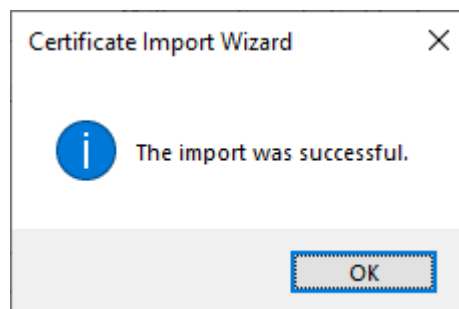 Certificate Import Wizard
The import was successful.
OK